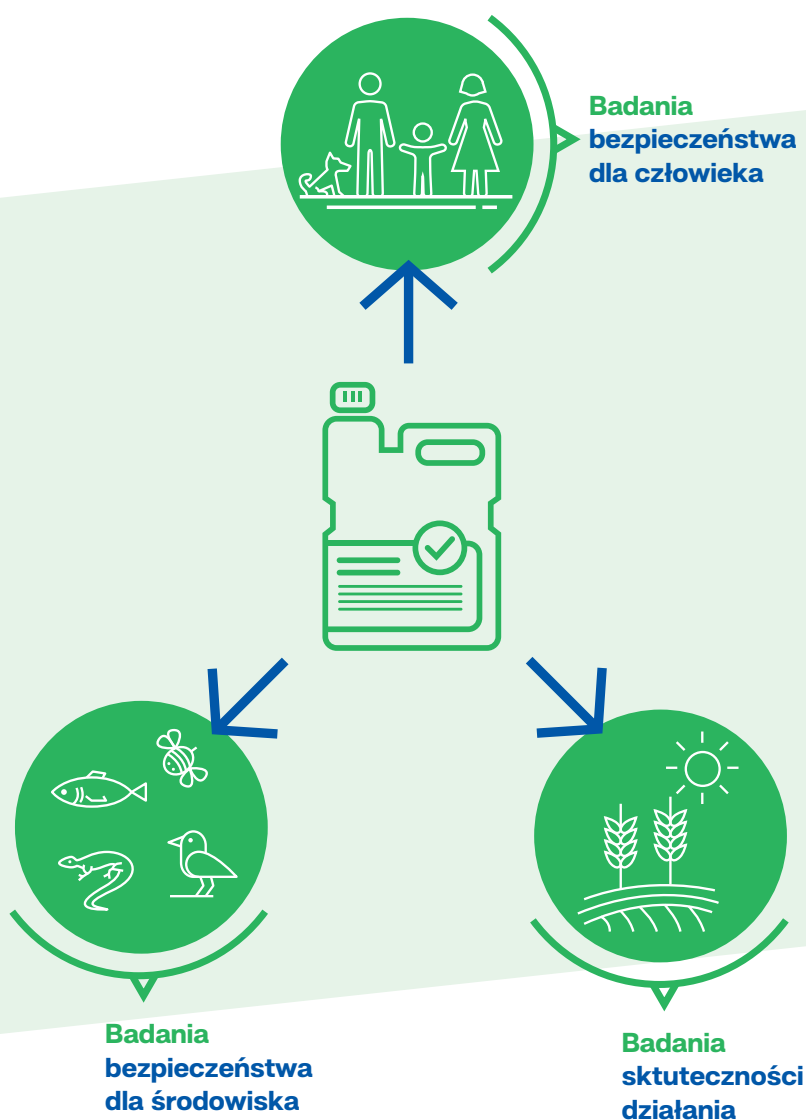 Badania
bezpieczeństwa
dla człowieka
Badania
bezpieczeństwa
dla środowiska
Badania
sktuteczności
działania